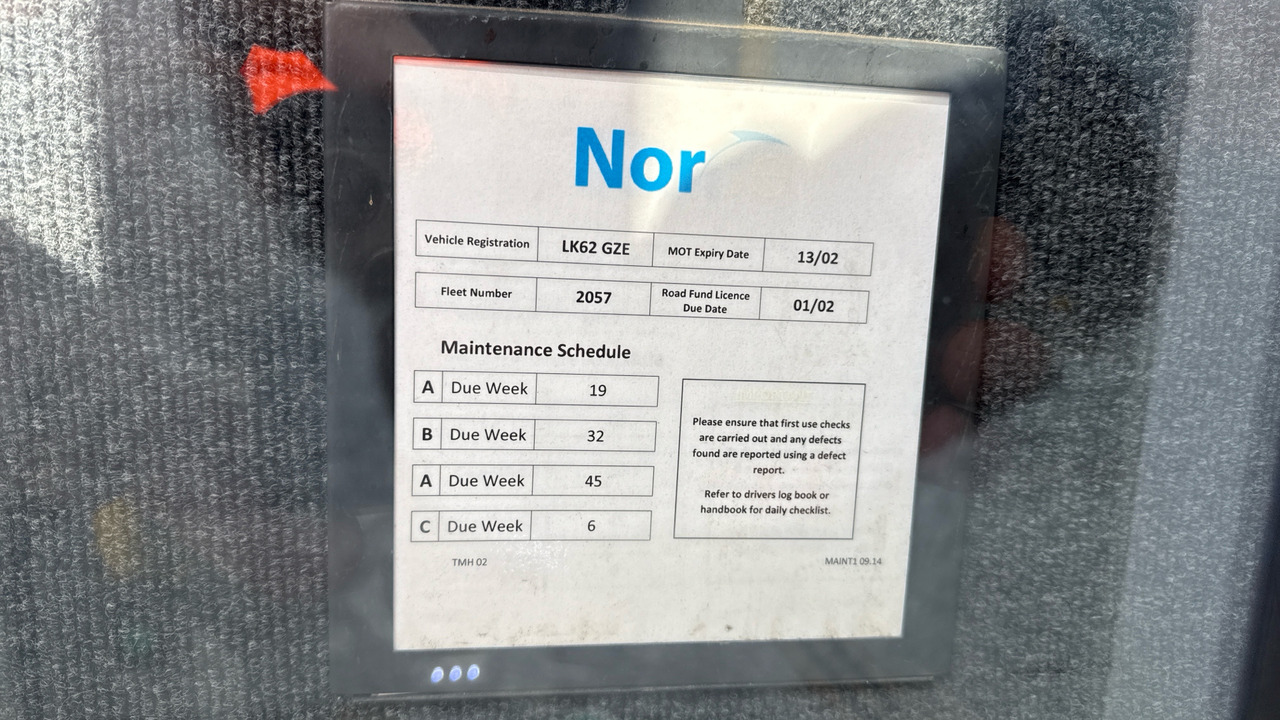 Nor
Vehicle Registration LK62 GZE MOT Expiry Date 13/02
Fleet Number 2057 Road Fund Licence
Due Date 01/02
Maintenance Schedule
A Due Week 19
B Due Week 32
A Due Week 45
C Due Week 6
Please ensure that first use checks
are carried out and any defects
found are reported using a defect
report.
Refer to drivers log book or
handbook for daily checklist.
TMH 02
MAINT1 09.14